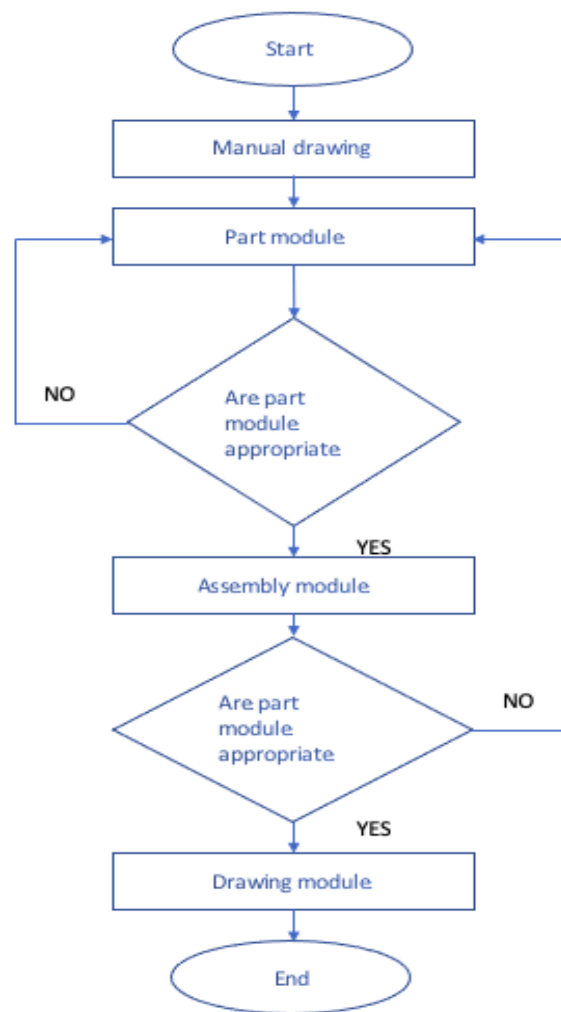 Start
Manual drawing
Part module
Are part
module
appropriate
NO
YES
Assembly module
Are part
module
appropriate
NO
YES
Drawing module
End